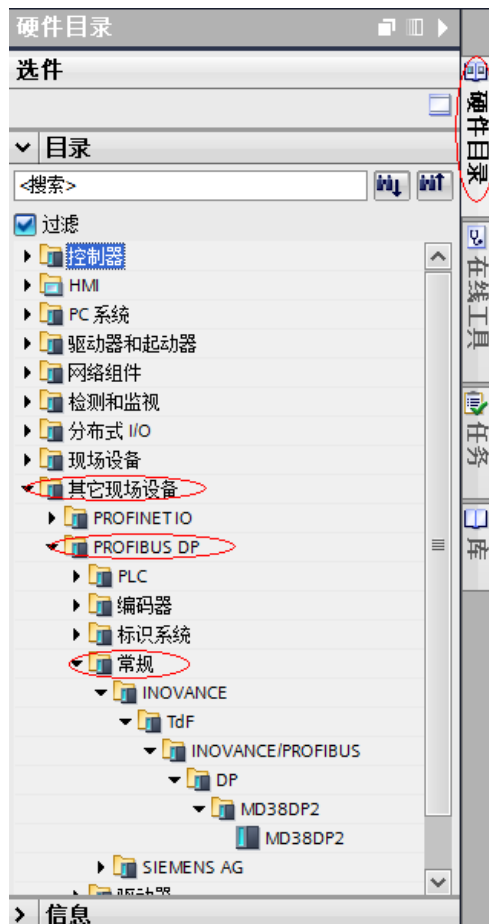 硬件目录
选件
目录
<搜索>
过滤
控制器
HMI
PC 系统
驱动器和起动器
网络组件
检测和监视
分布式 I/O
现场设备
其它现场设备
PROFINET IO
PROFIBUS DP
PLC
编码器
标识系统
常规
INOVANCE
TdF
INOVANCE/PROFIBUS
DP
MD38DP2
MD38DP2
SIEMENS AG
信息
硬件目录
在线工具
任务
库